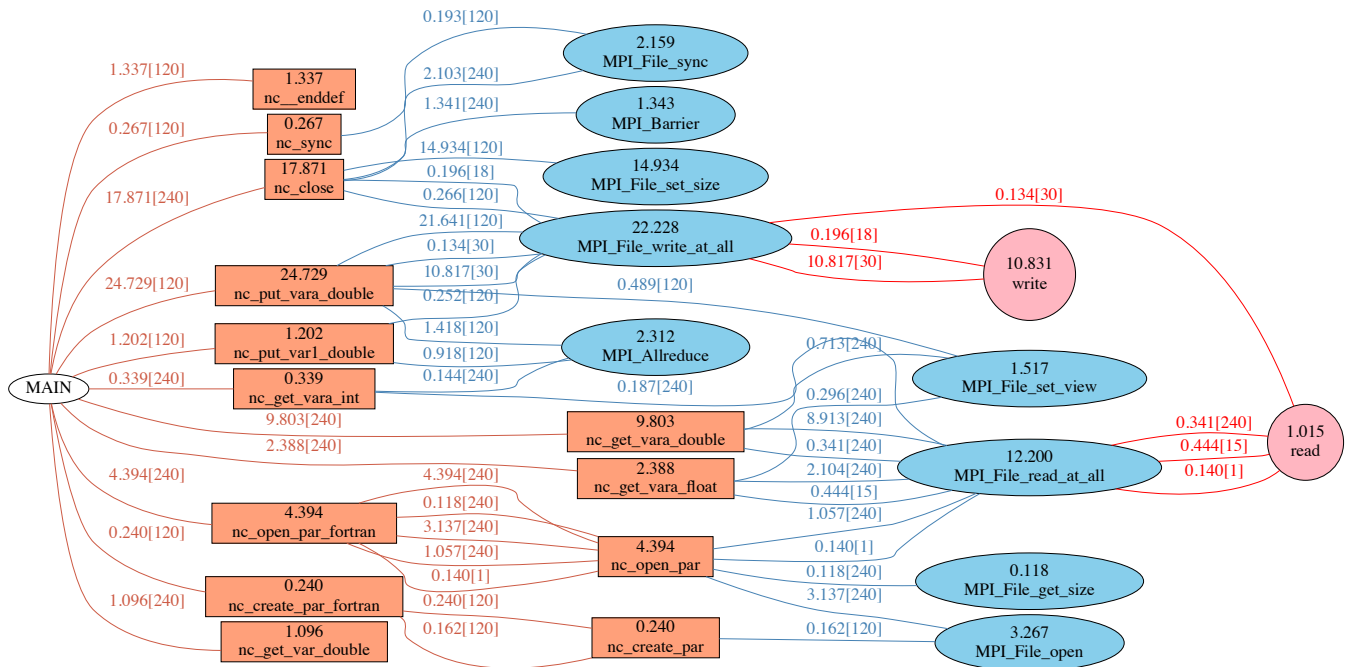 0.193[120]
2.159
MPI_File_sync
1.337[120]
1.337
nc__enddef
2.103[240]
0.267[120]
0.267
nc_sync
1.341[240]
1.343
MPI_Barrier
17.871[240]
17.871
nc_close
14.934[120]
0.196[18]
0.266[120]
14.934
MPI_File_set_size
0.134[30]
21.641[120]
0.134[30]
10.817[30]
0.252[120]
22.228
MPI_File_write_at_all
0.196[18]
10.817[30]
10.831
write
24.729[120]
24.729
nc_put_vara_double
0.489[120]
1.202[120]
1.202
nc_put_var1_double
1.418[120]
0.918[120]
0.144[240]
2.312
MPI_Allreduce
0.713[240]
1.517
MPI_File_set_view
MAIN
0.339[240]
0.339
nc_get_vara_int
0.187[240]
0.296[240]
9.803[240]
9.803
nc_get_vara_double
8.913[240]
0.341[240]
2.388[240]
2.388
nc_get_vara_float
2.104[240]
0.444[15]
1.057[240]
12.200
MPI_File_read_at_all
0.341[240]
0.444[15]
0.140[1]
1.015
read
4.394[240]
4.394
nc_open_par_fortran
4.394[240]
0.118[240]
3.137[240]
1.057[240]
0.140[1]
4.394
nc_open_par
0.140[1]
0.118[240]
3.137[240]
0.118
MPI_File_get_size
0.240[120]
0.240
nc_create_par_fortran
0.240[120]
0.162[120]
0.240
nc_create_par
0.162[120]
3.267
MPI_File_open
1.096[240]
1.096
nc_get_var_double